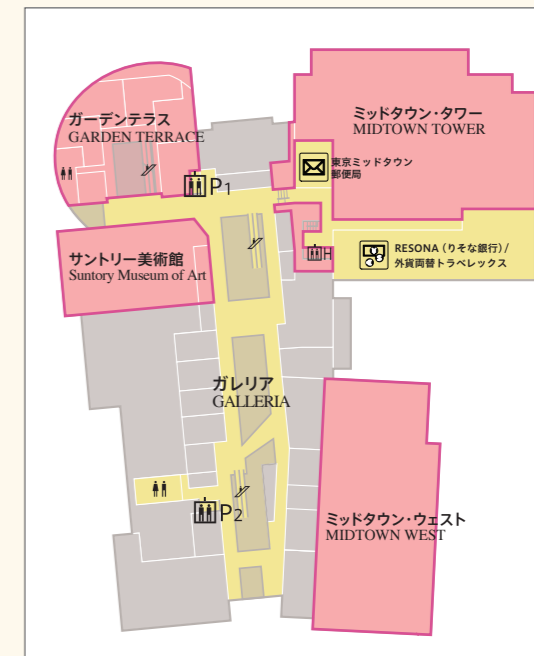 ガーデンテラス
GARDEN TERRACE
ミッドタウン・タワー
MIDTOWN TOWER
東京ミッドタウン
郵便局
P1
サントリー美術館
Suntory Museum of Art
H
RESONA（りそな銀行）/
外貨両替トラベレックス
ガレリア
GALLERIA
P2
ミッドタウン・ウェスト
MIDTOWN WEST